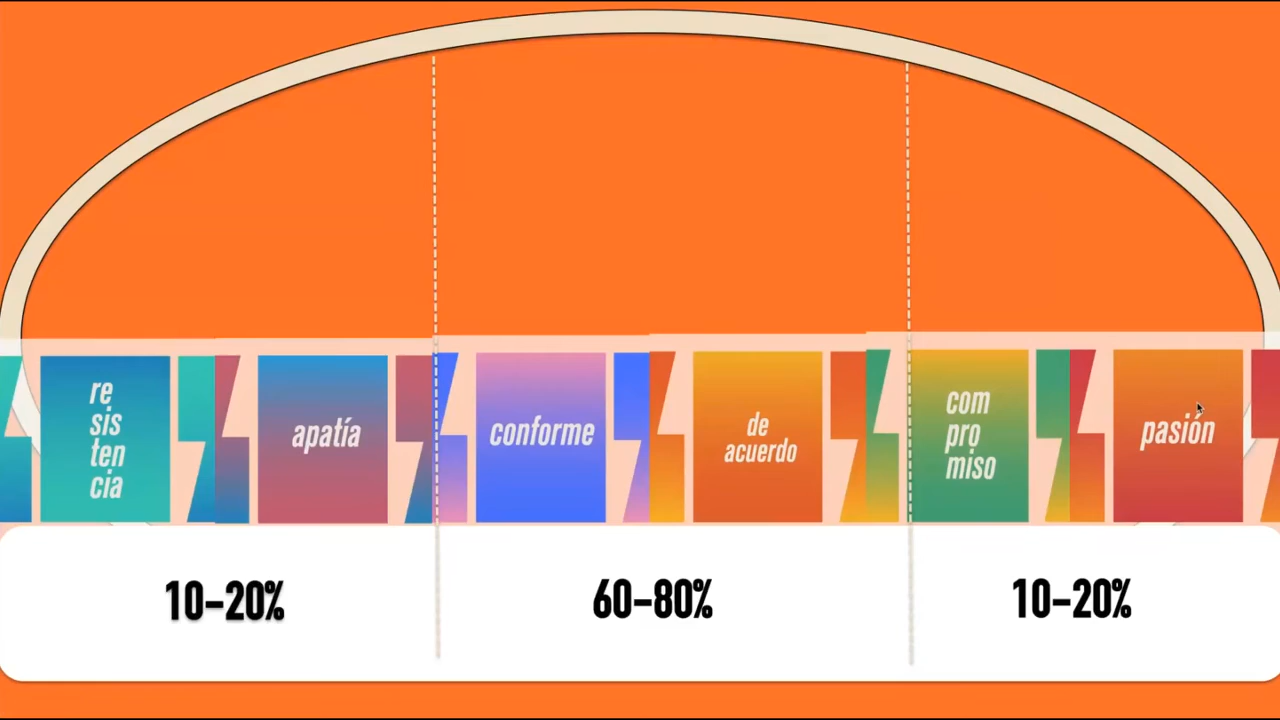 re
sis
ten
cia
apatía
conforme
de
acuerdo
com
pro
miso
pasión
10–20%
60–80%
10–20%